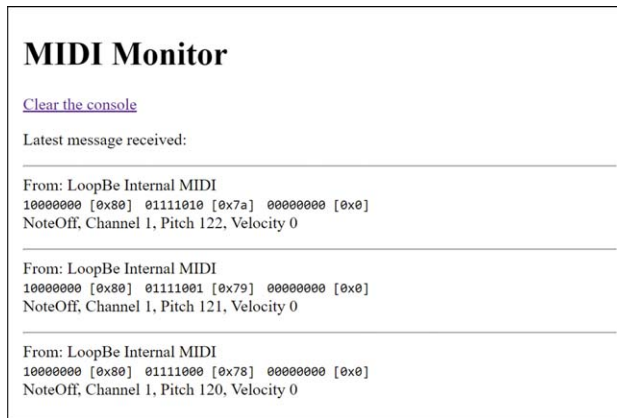 MIDI Monitor
Clear the console
Latest message received:
From: LoopBe Internal MIDI
10000000 [0x80] 01111010 [0x7a] 00000000 [0x0]
NoteOff, Channel 1, Pitch 122, Velocity 0
From: LoopBe Internal MIDI
10000000 [0x80] 01111001 [0x79] 00000000 [0x0]
NoteOff, Channel 1, Pitch 121, Velocity 0
From: LoopBe Internal MIDI
10000000 [0x80] 01111000 [0x78] 00000000 [0x0]
NoteOff, Channel 1, Pitch 120, Velocity 0